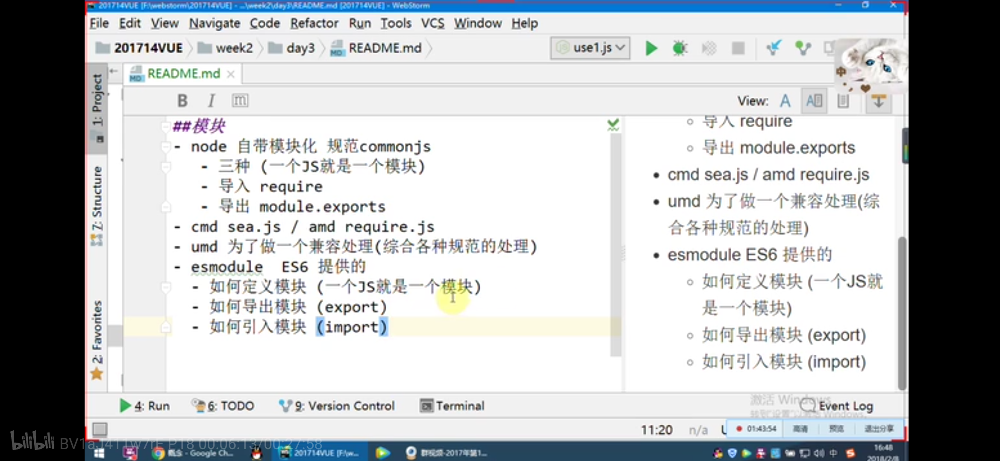 201714VUE [F:\webstorm\201714VUE] - ...\week2\day3\README.md [201714VUE] - WebStorm
File Edit View Navigate Code Refactor Run Tools VCS Window Help
201714VUE week2 day3 README.md use1.js
README.md
B I m View: A
1: Project
7: Structure
2: Favorites
##模块
- node 自带模块化 规范commonjs
- 三种 (一个JS就是一个模块)
- 导入 require
- 导出 module.exports
- cmd sea.js / amd require.js
- umd 为了做一个兼容处理(综合各种规范的处理)
- esmodule ES6 提供的
- 如何定义模块 (一个JS就是一个模块)
- 如何导出模块 (export)
- 如何引入模块 (import)
导入 require
导出 module.exports
cmd sea.js / amd require.js
umd 为了做一个兼容处理(综
合各种规范的处理)
esmodule ES6 提供的
如何定义模块 (一个JS就
是一个模块)
如何导出模块 (export)
如何引入模块 (import)
激活 Windows
转到"设置"以激活 Windows。
4: Run 6: TODO 9: Version Control Terminal Event Log
11:20 n/a
01:43:54 高清 预览 退出分享
bilibili BV1aJ411W7rE P18 00:06:13/00:27:58
概念 - Google Ch... 201714VUE [F:\w... 群视频-2017年第1...
中
16:48
2018/2/8